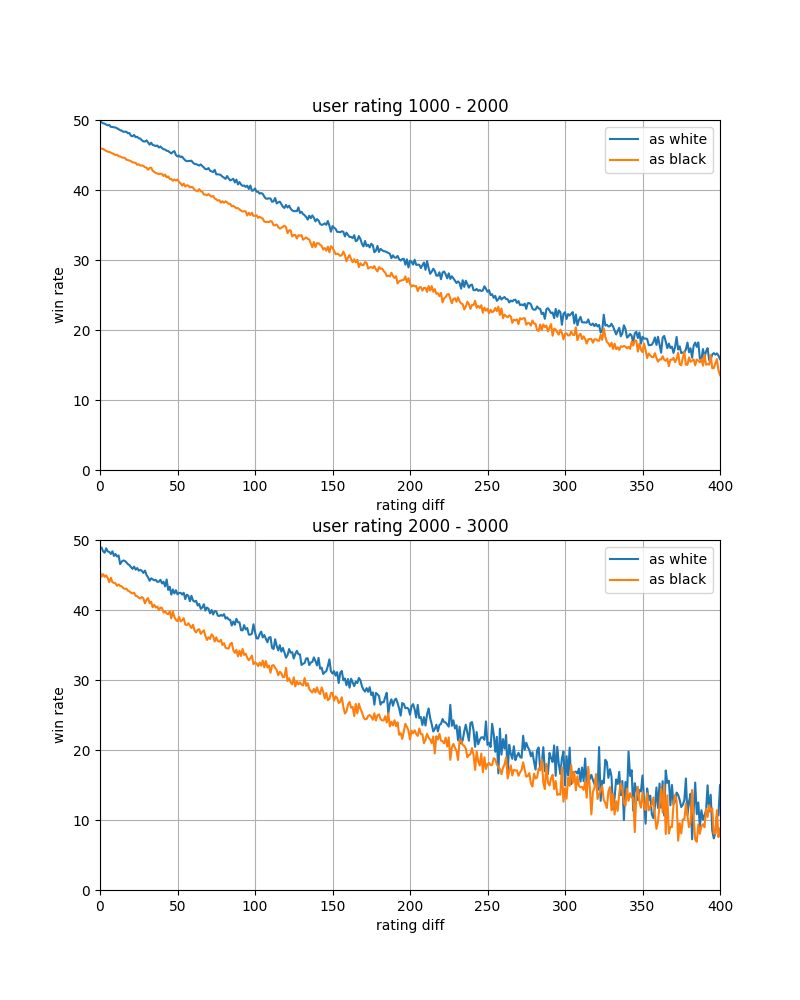 user rating 1000 - 2000
50
40
30
20
10
0
win rate
as white
as black
0 50 100 150 200 250 300 350 400
rating diff
user rating 2000 - 3000
50
40
30
20
10
0
win rate
as white
as black
0 50 100 150 200 250 300 350 400
rating diff